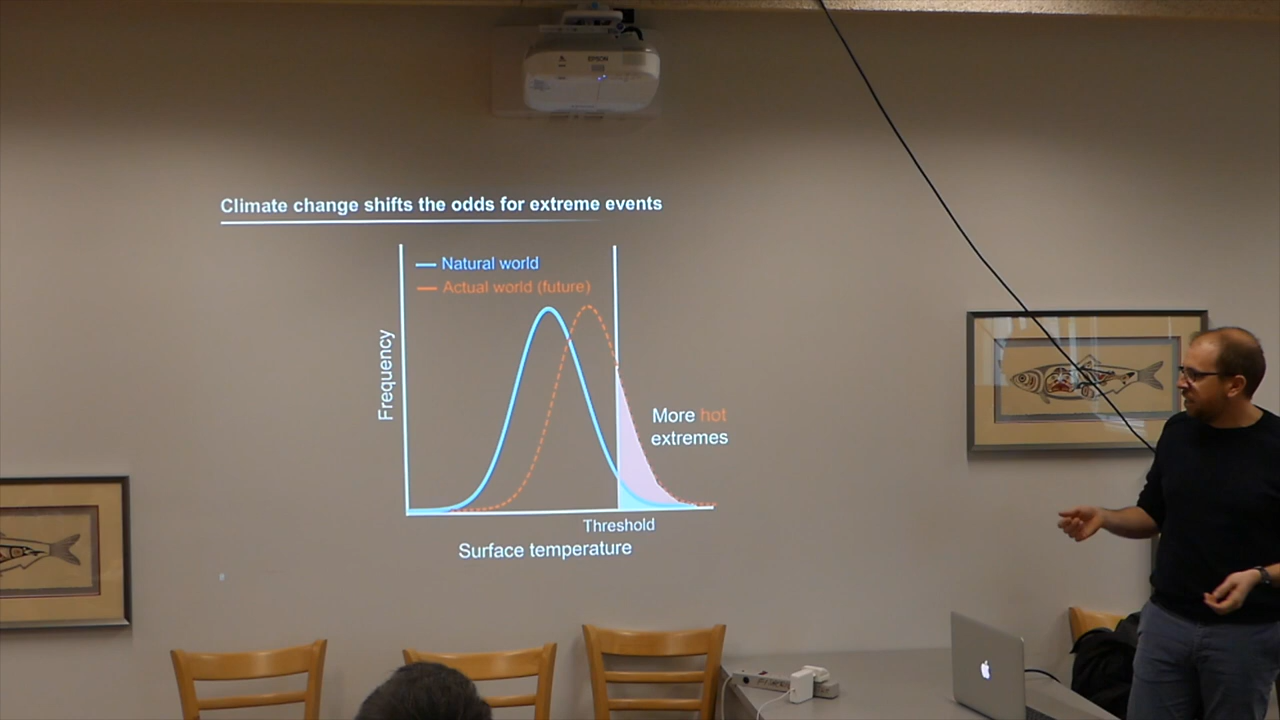 EPSON
Climate change shifts the odds for extreme events
Natural world
Actual world (future)
Frequency
More hot
extremes
Threshold
Surface temperature